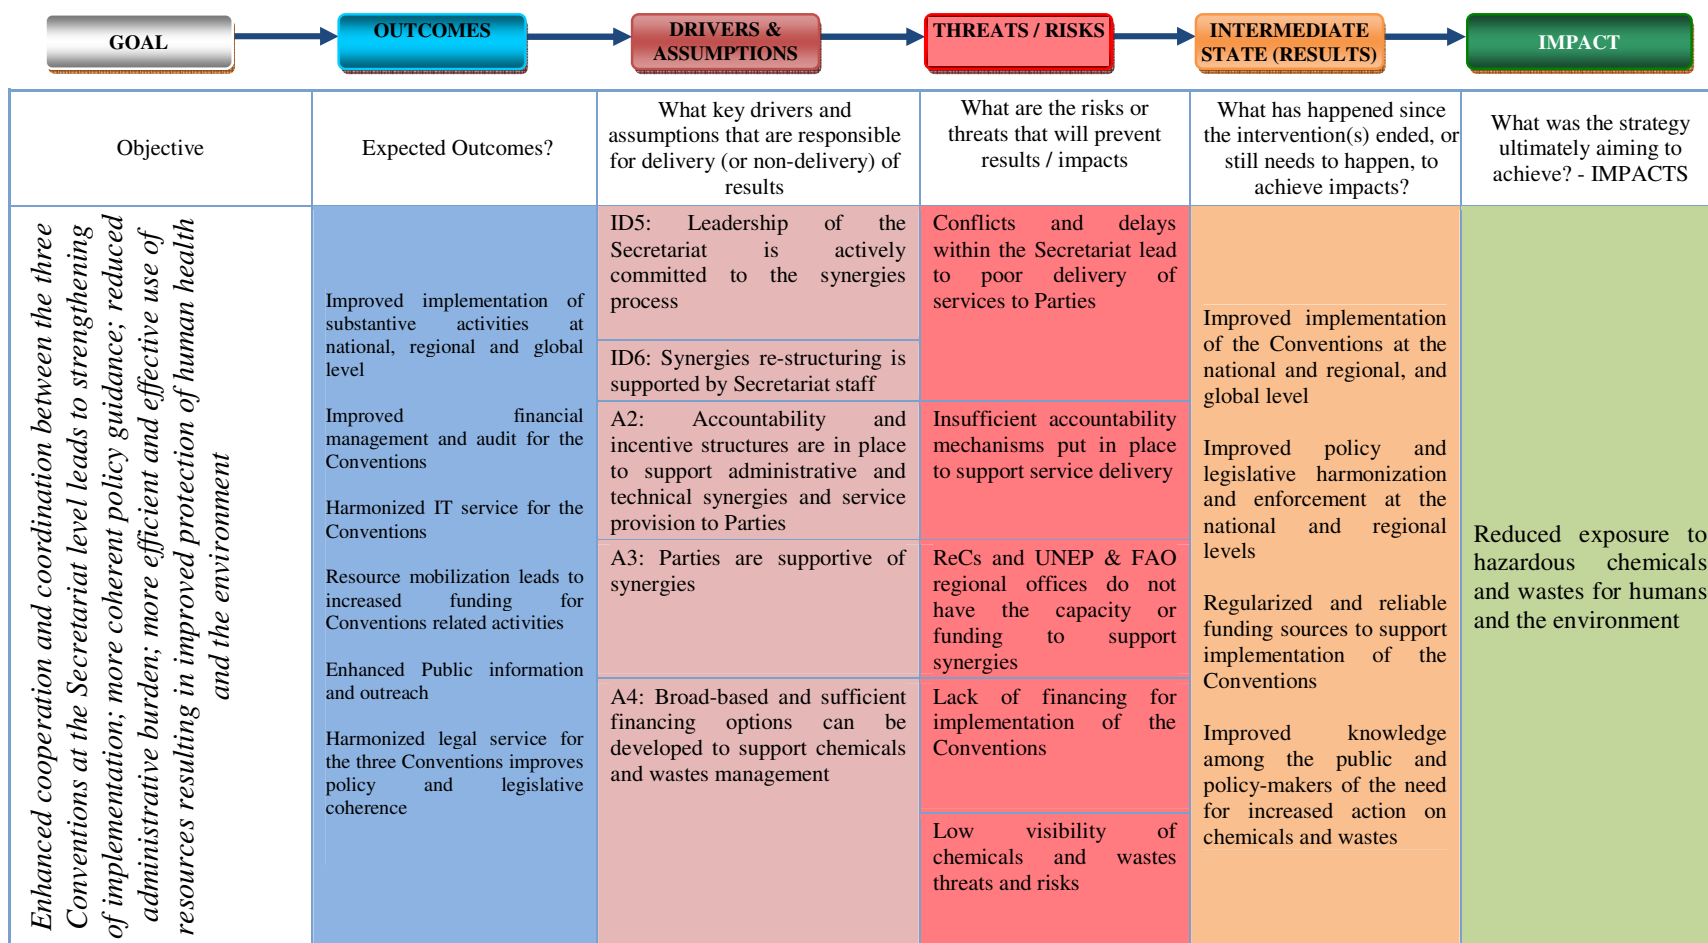 GOAL
OUTCOMES
DRIVERS &
ASSUMPTIONS
THREATS / RISKS
INTERMEDIATE
STATE (RESULTS)
IMPACT
Objective
Expected Outcomes?
What key drivers and
assumptions that are responsible
for delivery (or non-delivery) of
results
What are the risks or
threats that will prevent
results / impacts
What has happened since
the intervention(s) ended, or
still needs to happen, to
achieve impacts?
What was the strategy
ultimately aiming to
achieve? - IMPACTS
Enhanced cooperation and coordination between the three
Conventions at the Secretariat level leads to strengthening
of implementation; more coherent policy guidance; reduced
administrative burden; more efficient and effective use of
resources resulting in improved protection of human health
and the environment
Improved implementation of
substantive activities at
national, regional and global
level
Improved financial
management and audit for the
Conventions
Harmonized IT service for the
Conventions
Resource mobilization leads to
increased funding for
Conventions related activities
Enhanced Public information
and outreach
Harmonized legal service for
the three Conventions improves
policy and legislative
coherence
ID5: Leadership of the
Secretariat is actively
committed to the synergies
process
ID6: Synergies re-structuring is
supported by Secretariat staff
A2: Accountability and
incentive structures are in place
to support administrative and
technical synergies and service
provision to Parties
A3: Parties are supportive of
synergies
A4: Broad-based and sufficient
financing options can be
developed to support chemicals
and wastes management
Conflicts and delays
within the Secretariat lead
to poor delivery of
services to Parties
Insufficient accountability
mechanisms put in place
to support service delivery
ReCs and UNEP & FAO
regional offices do not
have the capacity or
funding to support
synergies
Lack of financing for
implementation of the
Conventions
Low visibility of
chemicals and wastes
threats and risks
Improved implementation
of the Conventions at the
national and regional, and
global level
Improved policy and
legislative harmonization
and enforcement at the
national and regional
levels
Regularized and reliable
funding sources to support
implementation of the
Conventions
Improved knowledge
among the public and
policy-makers of the need
for increased action on
chemicals and wastes
Reduced exposure to
hazardous chemicals
and wastes for humans
and the environment